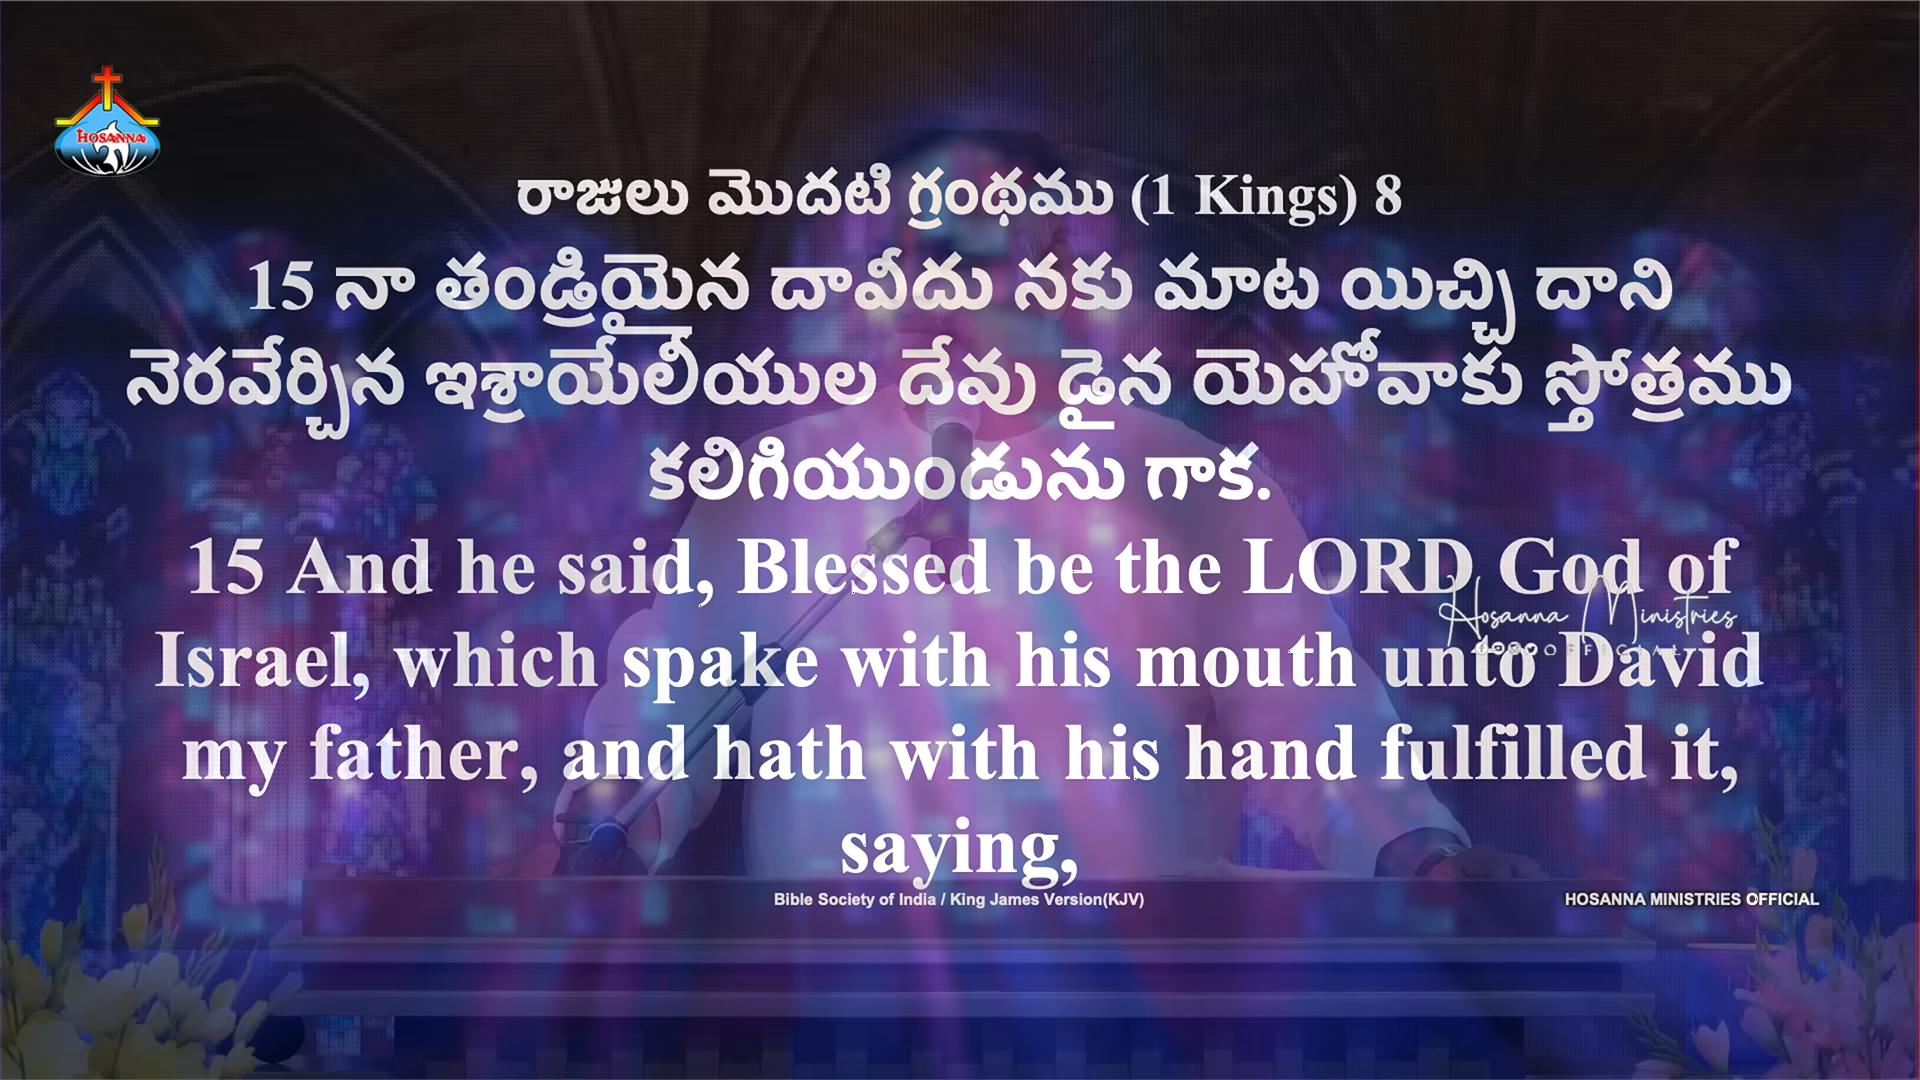 HOSANNA
రాజులు మొదటి గ్రంథము (1 Kings) 8
15 నా తండ్రియైన దావీదు నకు మాట యిచ్చి దాని
నెరవేర్చిన ఇశ్రాయేలీయుల దేవు డైన యెహోవాకు స్తోత్రము
కలిగియుండును గాక.
15 And he said, Blessed be the LORD God of
Israel, which spake with his mouth unto David
my father, and hath with his hand fulfilled it,
saying,
Hosanna Ministries
OFFICIAL
Bible Society of India / King James Version(KJV)
HOSANNA MINISTRIES OFFICIAL